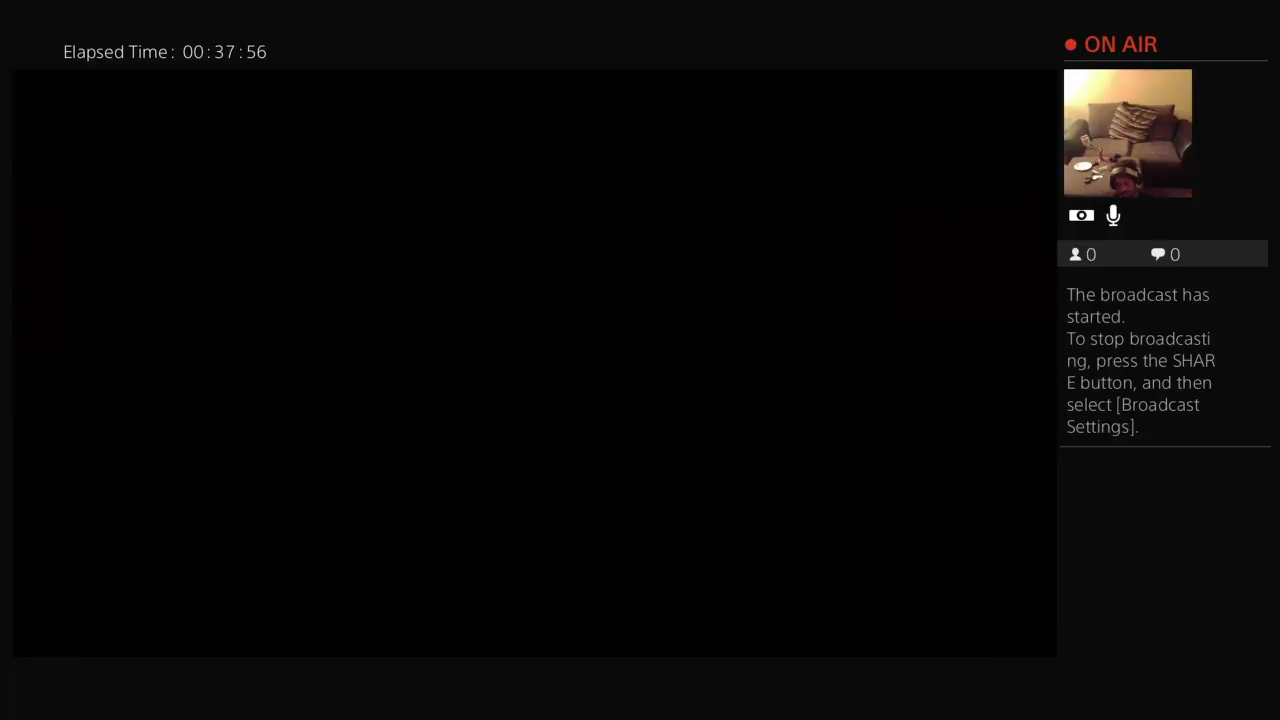 Elapsed Time: 00:37:56
ON AIR
0 0
The broadcast has
started.
To stop broadcasti
ng, press the SHAR
E button, and then
select [Broadcast
Settings].